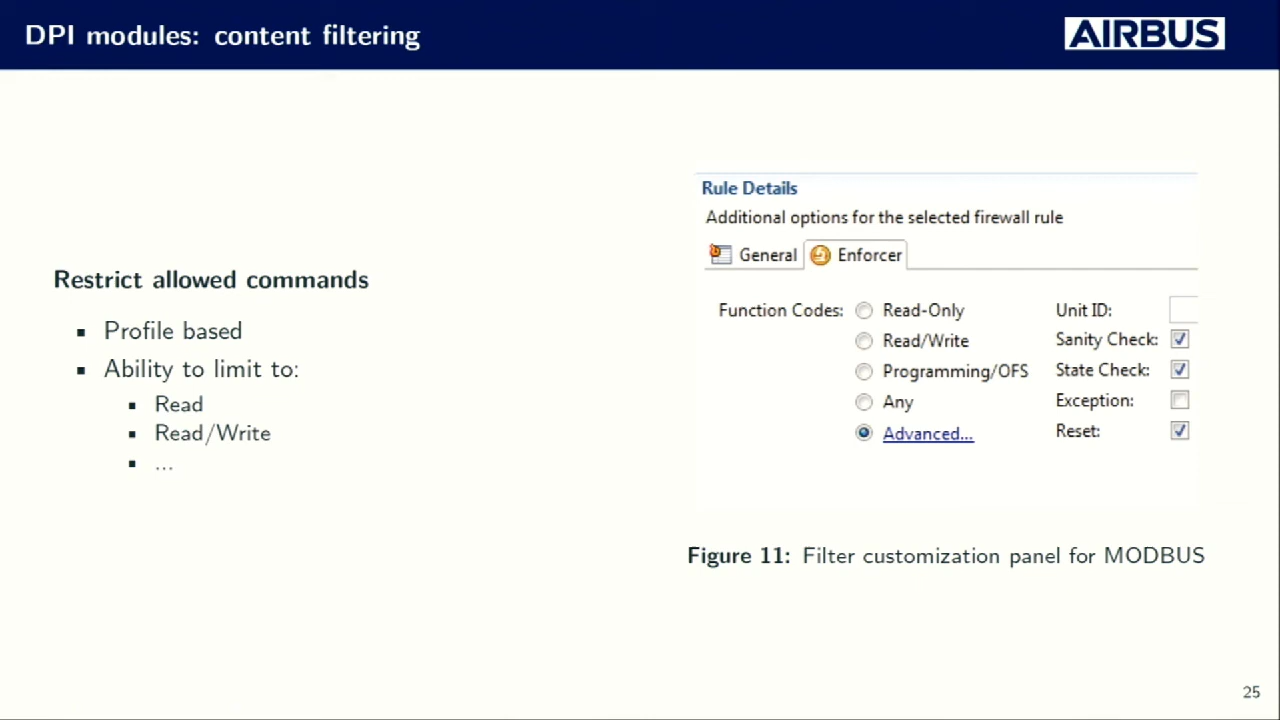 DPI modules: content filtering
AIRBUS
Restrict allowed commands
Profile based
Ability to limit to:
Read
Read/Write
...
Rule Details
Additional options for the selected firewall rule
General Enforcer
Function Codes: Read-Only Unit ID:
Read/Write Sanity Check:
Programming/OFS State Check:
Any Exception:
Advanced... Reset:
Figure 11: Filter customization panel for MODBUS
25